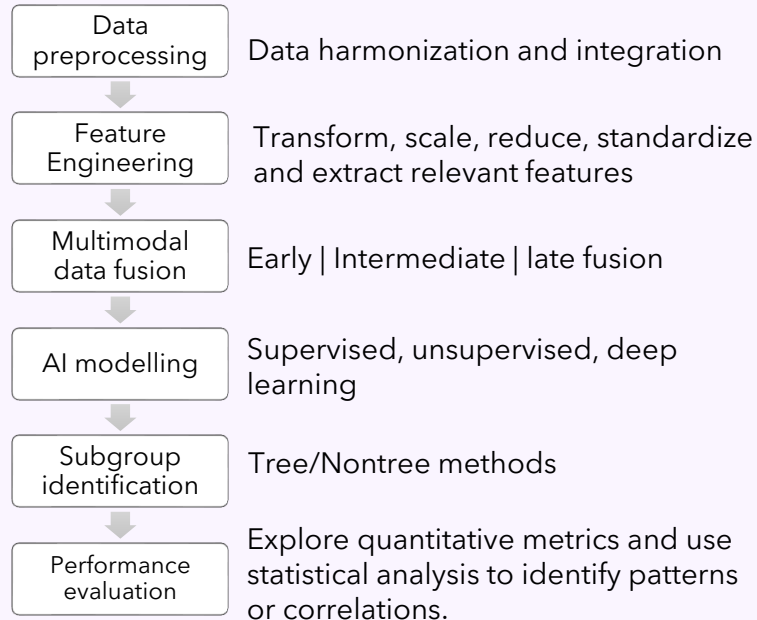 Data
preprocessing
Data harmonization and integration
Feature
Engineering
Transform, scale, reduce, standardize
and extract relevant features
Multimodal
data fusion
Early | Intermediate | late fusion
AI modelling
Supervised, unsupervised, deep
learning
Subgroup
identification
Tree/Nontree methods
Performance
evaluation
Explore quantitative metrics and use
statistical analysis to identify patterns
or correlations.